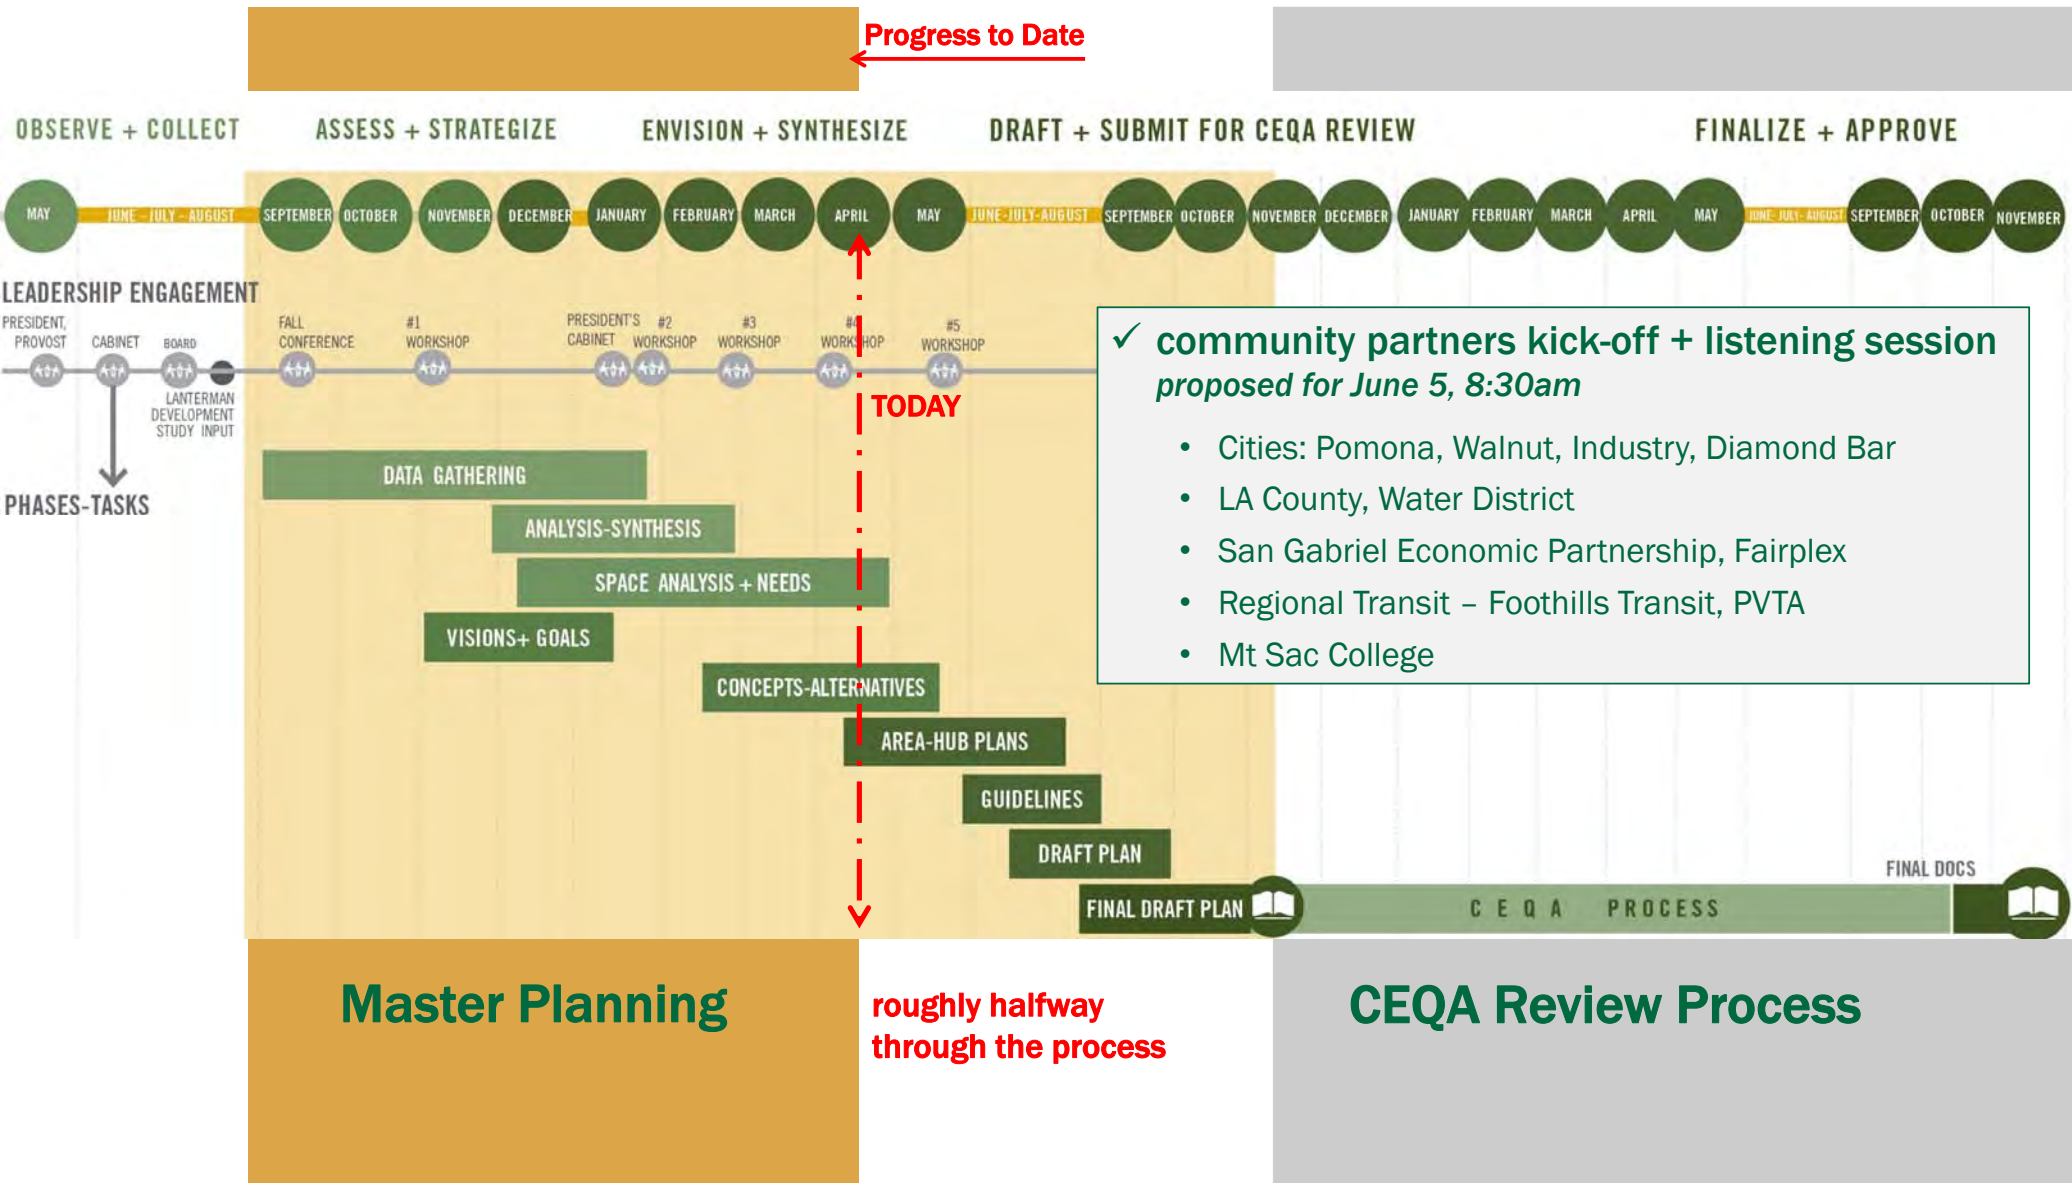 Progress to Date
OBSERVE + COLLECT
ASSESS + STRATEGIZE
ENVISION + SYNTHESIZE
DRAFT + SUBMIT FOR CEQA REVIEW
FINALIZE + APPROVE
MAY
JUNE - JULY - AUGUST
SEPTEMBER
OCTOBER
NOVEMBER
DECEMBER
JANUARY
FEBRUARY
MARCH
APRIL
MAY
JUNE-JULY-AUGUST
SEPTEMBER
OCTOBER
NOVEMBER
DECEMBER
JANUARY
FEBRUARY
MARCH
APRIL
MAY
JUNE- JULY- AUGUST
SEPTEMBER
OCTOBER
NOVEMBER
LEADERSHIP ENGAGEMENT
PRESIDENT,
PROVOST
CABINET
BOARD
LANTERMAN
DEVELOPMENT
STUDY INPUT
FALL
CONFERENCE
#1
WORKSHOP
PRESIDENT'S
CABINET
#2
WORKSHOP
#3
WORKSHOP
#4
WORKSHOP
#5
WORKSHOP
TODAY
PHASES-TASKS
DATA GATHERING
ANALYSIS-SYNTHESIS
SPACE ANALYSIS + NEEDS
VISIONS+ GOALS
CONCEPTS-ALTERNATIVES
AREA-HUB PLANS
GUIDELINES
DRAFT PLAN
FINAL DRAFT PLAN
CEQA PROCESS
FINAL DOCS
✓ community partners kick-off + listening session
proposed for June 5, 8:30am
• Cities: Pomona, Walnut, Industry, Diamond Bar
• LA County, Water District
• San Gabriel Economic Partnership, Fairplex
• Regional Transit – Foothills Transit, PVTA
• Mt Sac College
Master Planning
roughly halfway
through the process
CEQA Review Process